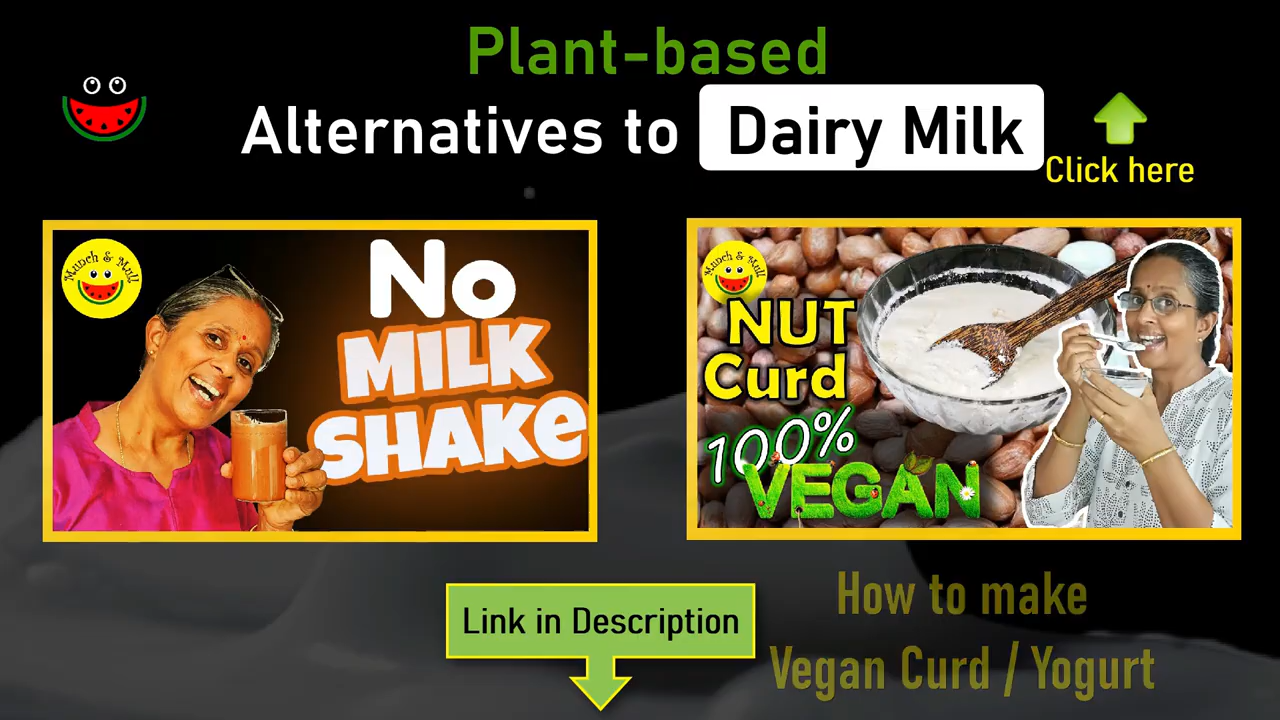 Plant-based
Alternatives to Dairy Milk
Click here
Munch & Mull
No
MILK
SHAKE
Munch & Mull
NUT
Curd
100%
VEGAN
Link in Description
How to make
Vegan Curd / Yogurt